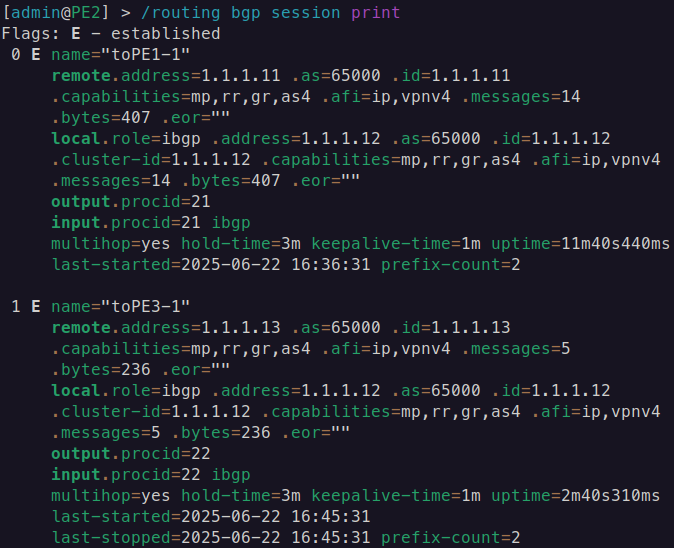 [admin@PE2] > /routing bgp session print
Flags: E - established
 0 E name="toPE1-1"
     remote.address=1.1.1.11 .as=65000 .id=1.1.1.11
     .capabilities=mp,rr,gr,as4 .afi=ip,vpnv4 .messages=14
     .bytes=407 .eor=""
     local.role=ibgp .address=1.1.1.12 .as=65000 .id=1.1.1.12
     .cluster-id=1.1.1.12 .capabilities=mp,rr,gr,as4 .afi=ip,vpnv4
     .messages=14 .bytes=407 .eor=""
     output.procid=21
     input.procid=21 ibgp
     multihop=yes hold-time=3m keepalive-time=1m uptime=11m40s440ms
     last-started=2025-06-22 16:36:31 prefix-count=2

 1 E name="toPE3-1"
     remote.address=1.1.1.13 .as=65000 .id=1.1.1.13
     .capabilities=mp,rr,gr,as4 .afi=ip,vpnv4 .messages=5
     .bytes=236 .eor=""
     local.role=ibgp .address=1.1.1.12 .as=65000 .id=1.1.1.12
     .cluster-id=1.1.1.12 .capabilities=mp,rr,gr,as4 .afi=ip,vpnv4
     .messages=5 .bytes=236 .eor=""
     output.procid=22
     input.procid=22 ibgp
     multihop=yes hold-time=3m keepalive-time=1m uptime=2m40s310ms
     last-started=2025-06-22 16:45:31
     last-stopped=2025-06-22 16:45:31 prefix-count=2